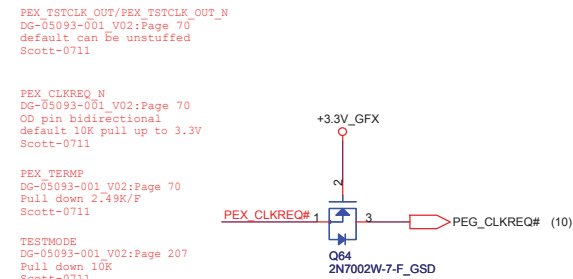 PEX_TSTCLK_OUT/PEX_TSTCLK_OUT_N
DG-05093-001_V02:Page 70
default can be unstuffed
Scott-0711
PEX_CLKREQ_N
DG-05093-001_V02:Page 70
OD pin bidirectional
default 10K pull up to 3.3V
Scott-0711
PEX_TERMP
DG-05093-001_V02:Page 70
Pull down 2.49K/F
Scott-0711
TESTMODE
DG-05093-001_V02:Page 207
Pull down 10K
Scott-0711
+3.3V_GFX
2
PEX_CLKREQ# 1 3 PEG_CLKREQ# (10)
Q64
2N7002W-7-F_GSD